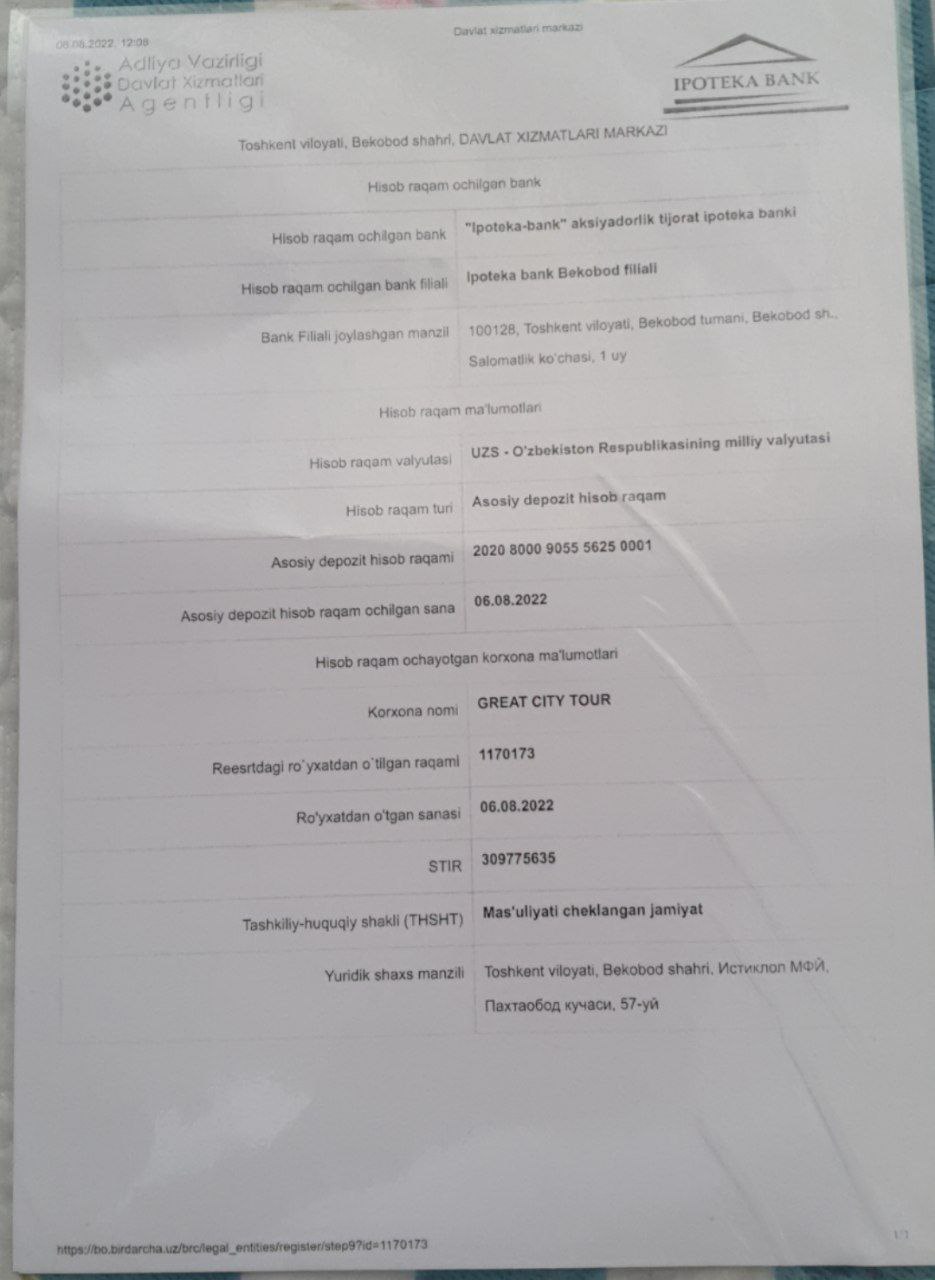 06.08.2022, 12:08
Davlat xizmatlari markazi
Adliya Vazirligi
Davlat Xizmatlari
Agentligi
IPOTEKA BANK
Toshkent viloyati, Bekobod shahri, DAVLAT XIZMATLARI MARKAZI
Hisob raqam ochilgan bank
Hisob raqam ochilgan bank "Ipoteka-bank" aksiyadorlik tijorat ipoteka banki
Hisob raqam ochilgan bank filiali Ipoteka bank Bekobod filiali
Bank Filiali joylashgan manzil 100128, Toshkent viloyati, Bekobod tumani, Bekobod sh.,
Salomatlik ko'chasi, 1 uy
Hisob raqam ma'lumotlari
Hisob raqam valyutasi UZS - O'zbekiston Respublikasining milliy valyutasi
Hisob raqam turi Asosiy depozit hisob raqam
Asosiy depozit hisob raqami 2020 8000 9055 5625 0001
Asosiy depozit hisob raqam ochilgan sana 06.08.2022
Hisob raqam ochayotgan korxona ma'lumotlari
Korxona nomi GREAT CITY TOUR
Reesrtdagi ro`yxatdan o`tilgan raqami 1170173
Ro'yxatdan o'tgan sanasi 06.08.2022
STIR 309775635
Tashkiliy-huquqiy shakli (THSHT) Mas'uliyati cheklangan jamiyat
Yuridik shaxs manzili Toshkent viloyati, Bekobod shahri, Истиклол МФЙ,
Пахтаобод кучаси, 57-уй
https://bo.birdarcha.uz/brc/legal_entities/register/step9?id=1170173
1/1